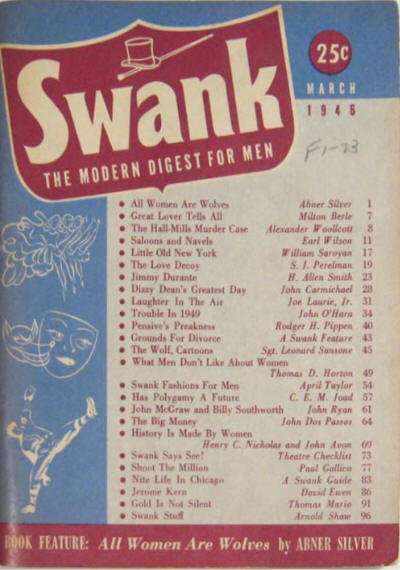 25c
MARCH
1946
Swank
THE MODERN DIGEST FOR MEN
F1-23
• All Women Are Wolves Abner Silver 1
• Great Lover Tells All Milton Berle 7
• The Hall-Mills Murder Case Alexander Woollcott 8
• Saloons and Navels Earl Wilson 11
• Little Old New York William Saroyan 17
• The Love Decoy S. J. Perelman 19
• Jimmy Durante H. Allen Smith 23
• Dizzy Dean's Greatest Day John Carmichael 28
• Laughter In The Air Joe Laurie, Jr. 31
• Trouble In 1949 John O'Hara 34
• Pensive's Preakness Rodger H. Pippen 40
• Grounds For Divorce A Swank Feature 43
• The Wolf, Cartoons Sgt. Leonard Sansone 45
• What Men Don't Like About Women
Thomas D. Horton 49
• Swank Fashions For Men April Taylor 54
• Has Polygamy A Future C. E. M. Joad 57
• John McGraw and Billy Southworth John Ryan 61
• The Big Money John Dos Passos 64
• History Is Made By Women
Henry C. Nicholas and John Avon 69
• Swank Says See! Theatre Checklist 73
• Shoot The Million Paul Gallico 77
• Nite Life In Chicago A Swank Guide 83
• Jerome Kern David Ewen 86
• Gold Is Not Silent Thomas Mario 91
• Swank Stuff Arnold Shaw 96
BOOK FEATURE: All Women Are Wolves by ABNER SILVER